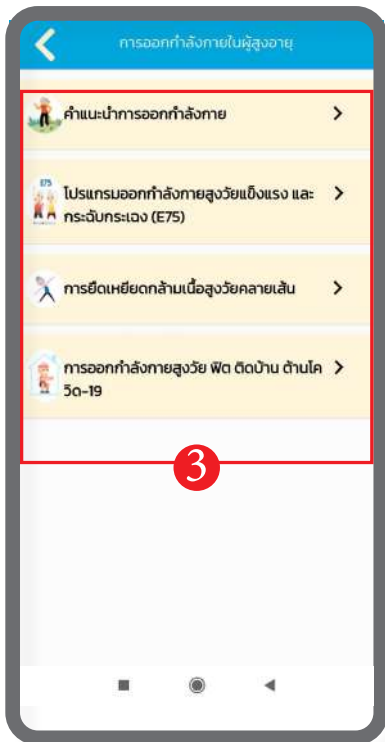 การออกกำลังกายในผู้สูงอายุ
คำแนะนำการออกกำลังกาย
E75
โปรแกรมออกกำลังกายสูงวัยแข็งแรง และ
กระฉับกระเฉง (E75)
การยืดเหยียดกล้ามเนื้อสูงวัยคลายเส้น
การออกกำลังกายสูงวัย ฟิต ติดบ้าน ต้านโค
วิด-19
3